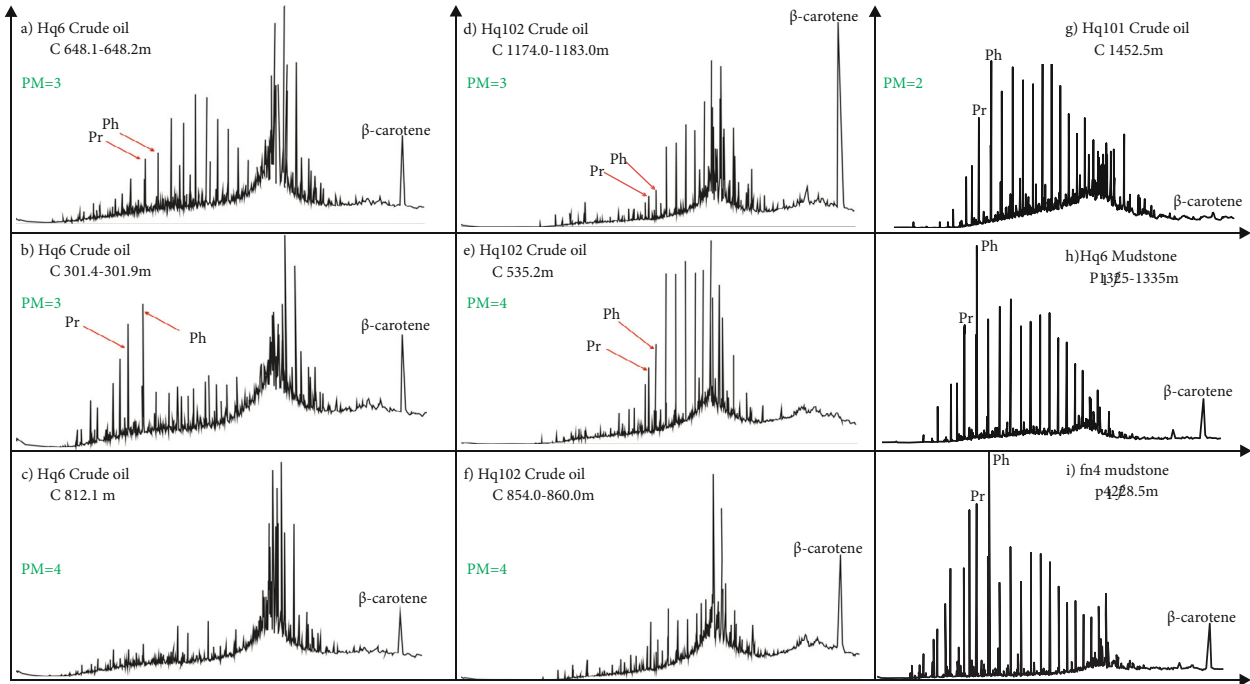 a) Hq6 Crude oil
C 648.1-648.2m
PM=3
Ph
Pr
β-carotene
d) Hq102 Crude oil
C 1174.0-1183.0m
PM=3
Ph
Pr
β-carotene
g) Hq101 Crude oil
C 1452.5m
PM=2
Ph
Pr
β-carotene
b) Hq6 Crude oil
C 301.4-301.9m
PM=3
Pr
Ph
β-carotene
e) Hq102 Crude oil
C 535.2m
PM=4
Ph
Pr
h)Hq6 Mudstone
-1335m
Ph
Pr
β-carotene
c) Hq6 Crude oil
C 812.1 m
PM=4
β-carotene
f) Hq102 Crude oil
C 854.0-860.0m
PM=4
β-carotene
i) fn4 mudstone
Ph
Pr
β-carotene